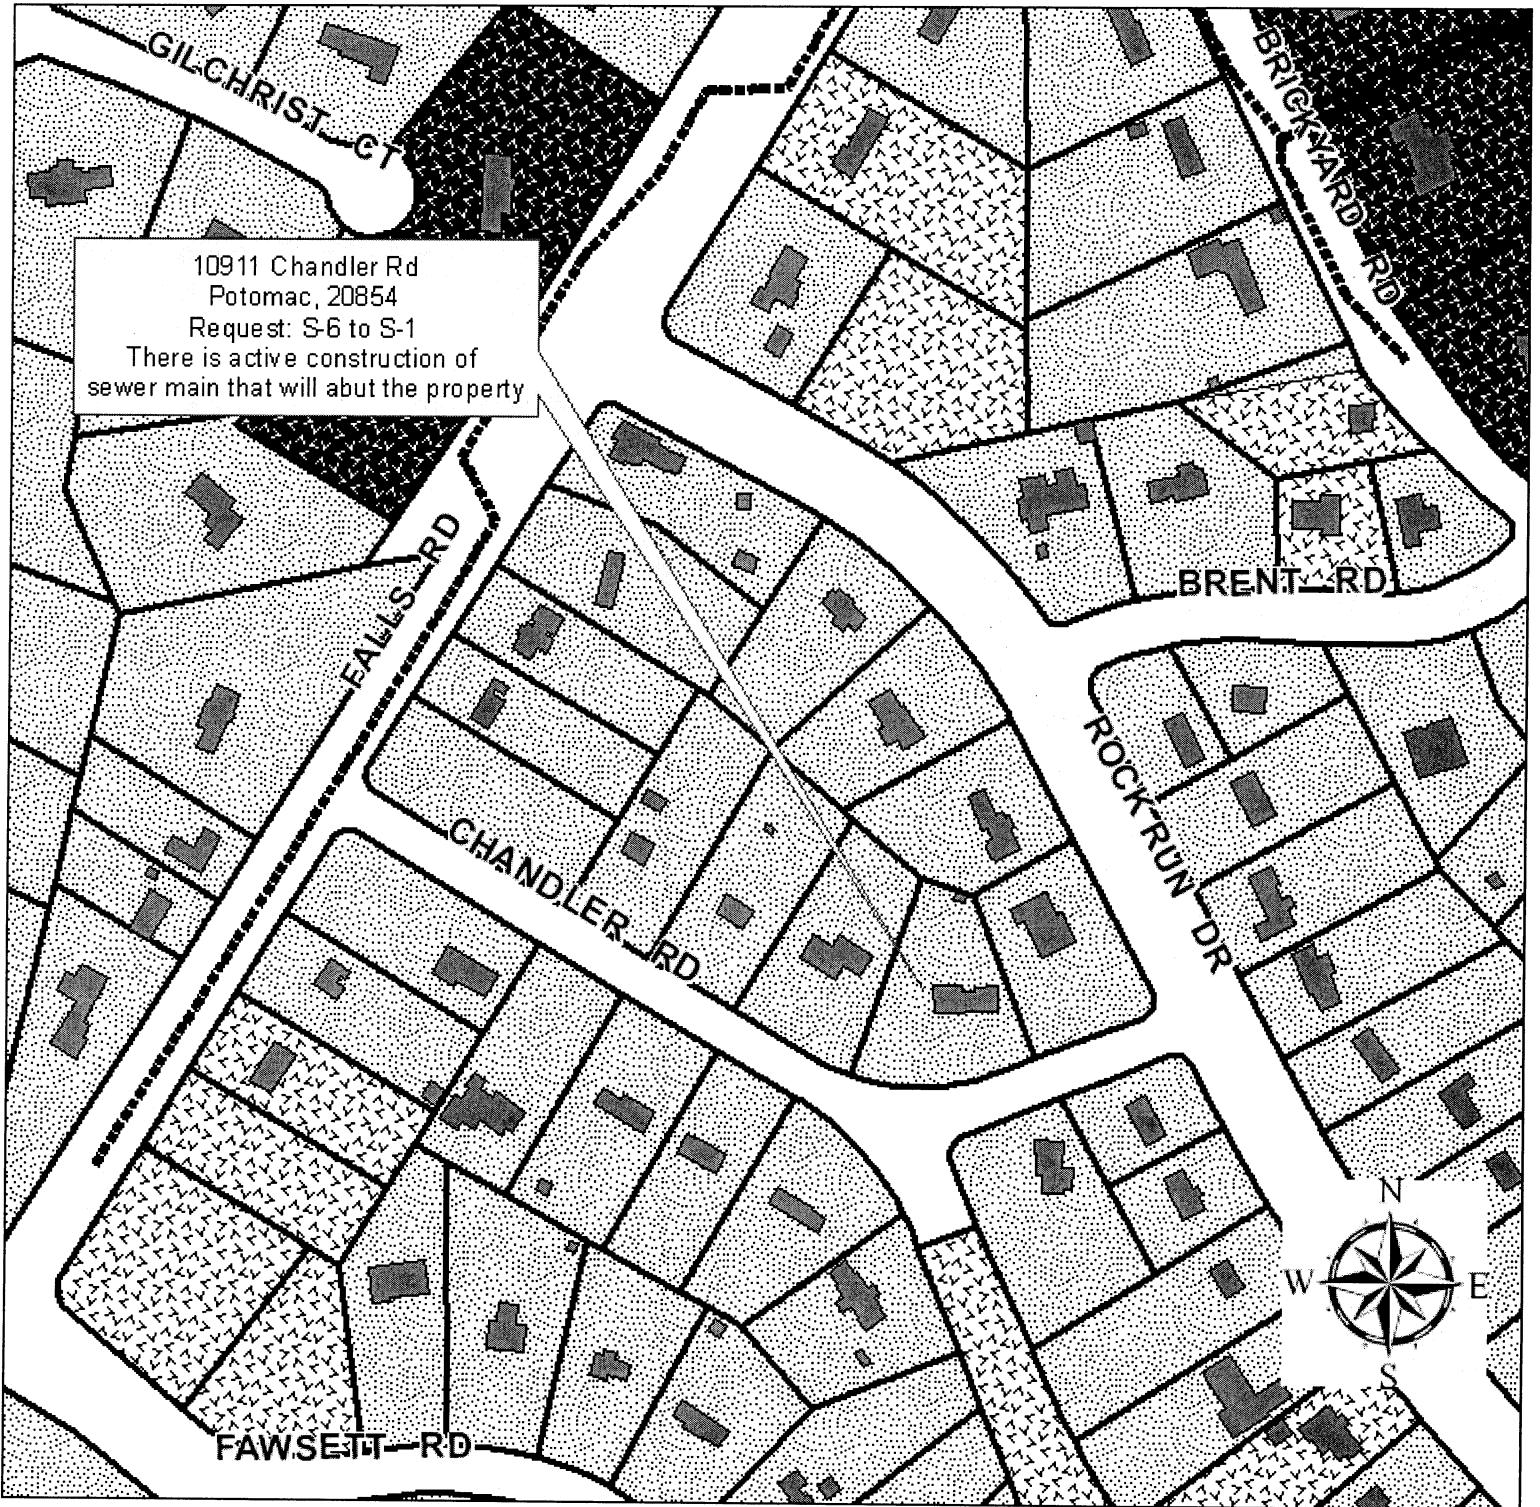 GILCHRIST CT
BRICKYARD RD
10911 Chandler Rd
Potomac, 20854
Request: S-6 to S-1
There is active construction of
sewer main that will abut the property
FALLS RD
BRENT RD
ROCK RUN DR
CHANDLER RD
N
W E
S
FAWSETT RD